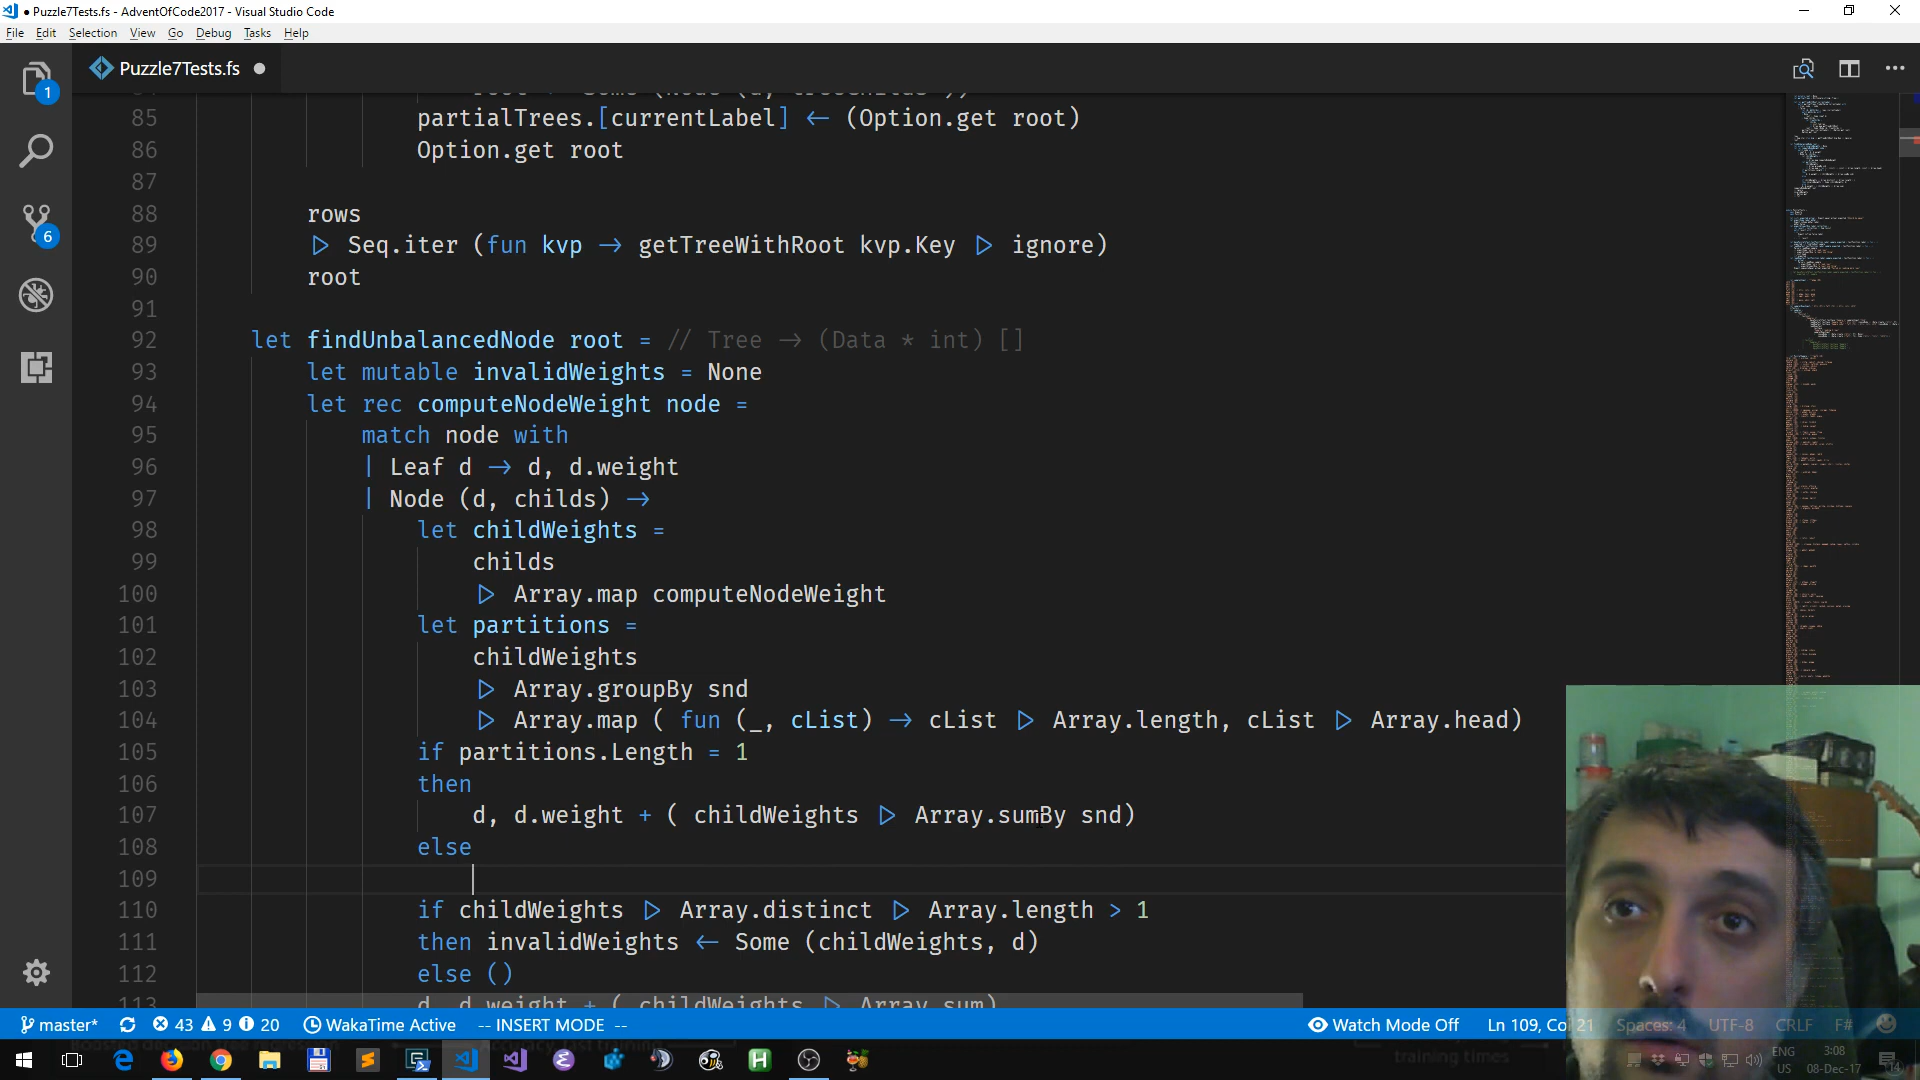 Puzzle7Tests.fs - AdventOfCode2017 - Visual Studio Code
File Edit Selection View Go Debug Tasks Help
1
Puzzle7Tests.fs
85 partialTrees.[currentLabel] ← (Option.get root)
86 Option.get root
87
88 rows
89 ▷ Seq.iter (fun kvp → getTreeWithRoot kvp.Key ▷ ignore)
90 root
91
92 let findUnbalancedNode root = // Tree → (Data * int) []
93 let mutable invalidWeights = None
94 let rec computeNodeWeight node =
95 match node with
96 | Leaf d → d, d.weight
97 | Node (d, childs) →
98 let childWeights =
99 childs
100 ▷ Array.map computeNodeWeight
101 let partitions =
102 childWeights
103 ▷ Array.groupBy snd
104 ▷ Array.map ( fun (_, cList) → cList ▷ Array.length, cList ▷ Array.head)
105 if partitions.Length = 1
106 then
107 d, d.weight + ( childWeights ▷ Array.sumBy snd)
108 else
109
110 if childWeights ▷ Array.distinct ▷ Array.length > 1
111 then invalidWeights ← Some (childWeights, d)
112 else ()
113 d, d.weight + ( childWeights ▷ Array.sum)
6
master* 43 9 20 WakaTime Active -- INSERT MODE -- Watch Mode Off Ln 109, Col 21 Spaces: 4 UTF-8 CRLF F#
training times
ENG US 3:08 08-Dec-17 14